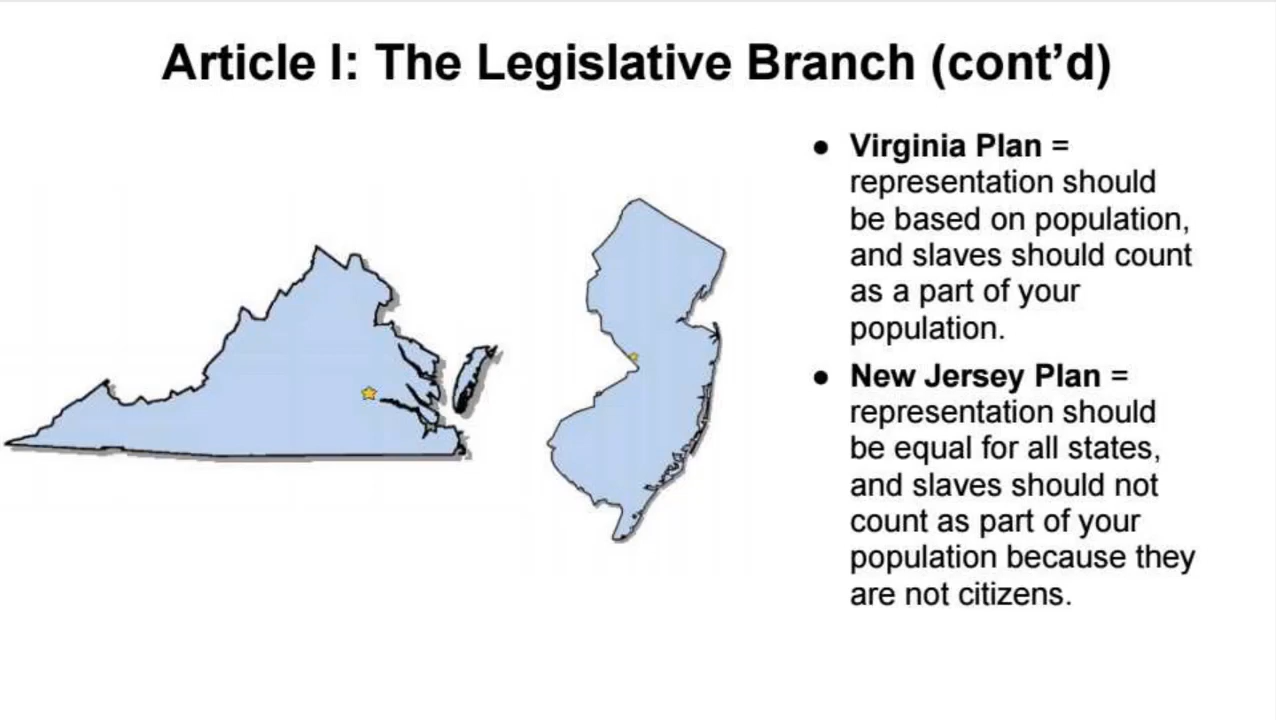 Article I: The Legislative Branch (cont’d)
● Virginia Plan =
representation should
be based on population,
and slaves should count
as a part of your
population.
● New Jersey Plan =
representation should
be equal for all states,
and slaves should not
count as part of your
population because they
are not citizens.